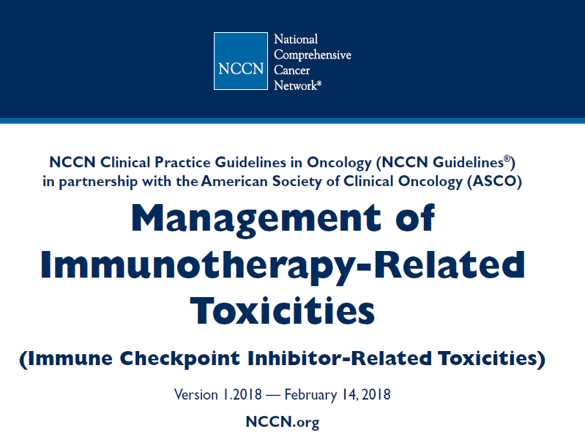 NCCN
National
Comprehensive
Cancer
Network®
NCCN Clinical Practice Guidelines in Oncology (NCCN Guidelines®)
in partnership with the American Society of Clinical Oncology (ASCO)
Management of
Immunotherapy-Related
Toxicities
(Immune Checkpoint Inhibitor-Related Toxicities)
Version 1.2018 — February 14, 2018
NCCN.org